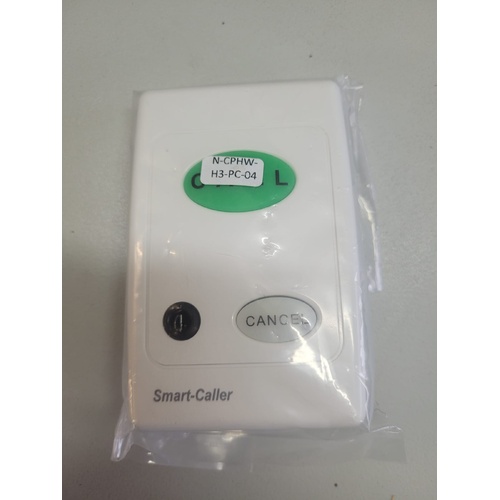 N-CPHW-
H3-PC-04
C L
CANCEL
Smart-Caller